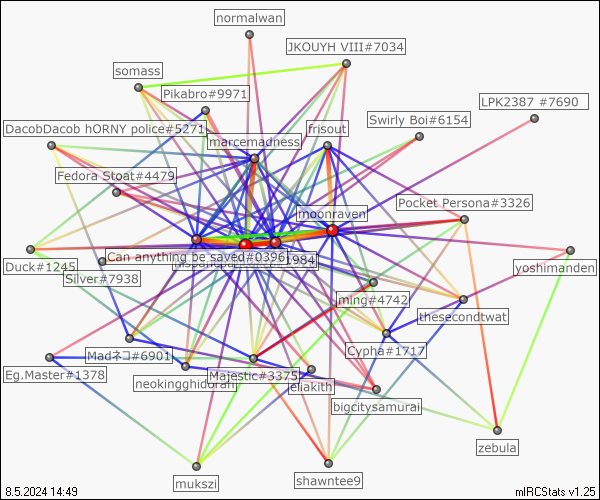 normalwan
JKOUYH VIII#7034
somass
Pikabro#9971
LPK2387 #7690
Swirly Boi#6154
DacobDacob hORNY police#5271
frisout
marcemadness
Fedora Stoat#4479
Pocket Persona#3326
moonraven
Can anything be saved#0396
1984
Duck#1245
yoshimanden
Silver#7938
ming#4742
thesecondtwat
Cypha#1717
Madネコ#6901
Eg.Master#1378
Majestic#3375
neokingghidorah
eliakith
bigcitysamurai
zebula
mukszi
shawntee9
8.5.2024 14:49
mIRCStats v1.25